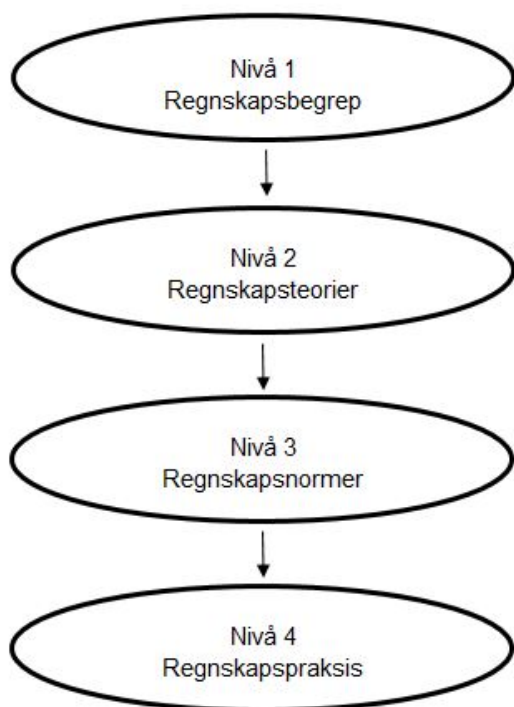 Nivå 1
Regnskapsbegrep
Nivå 2
Regnskapsteorier
Nivå 3
Regnskapsnormer
Nivå 4
Regnskapspraksis